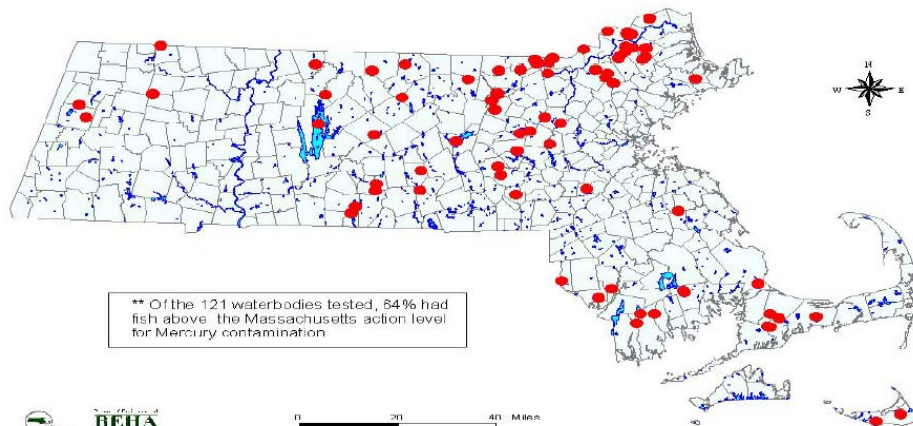 N
W E
S
** Of the 121 waterbodies tested, 64% had
fish above the Massachusetts action level
for Mercury contamination
BEHA
0 20 40 Miles